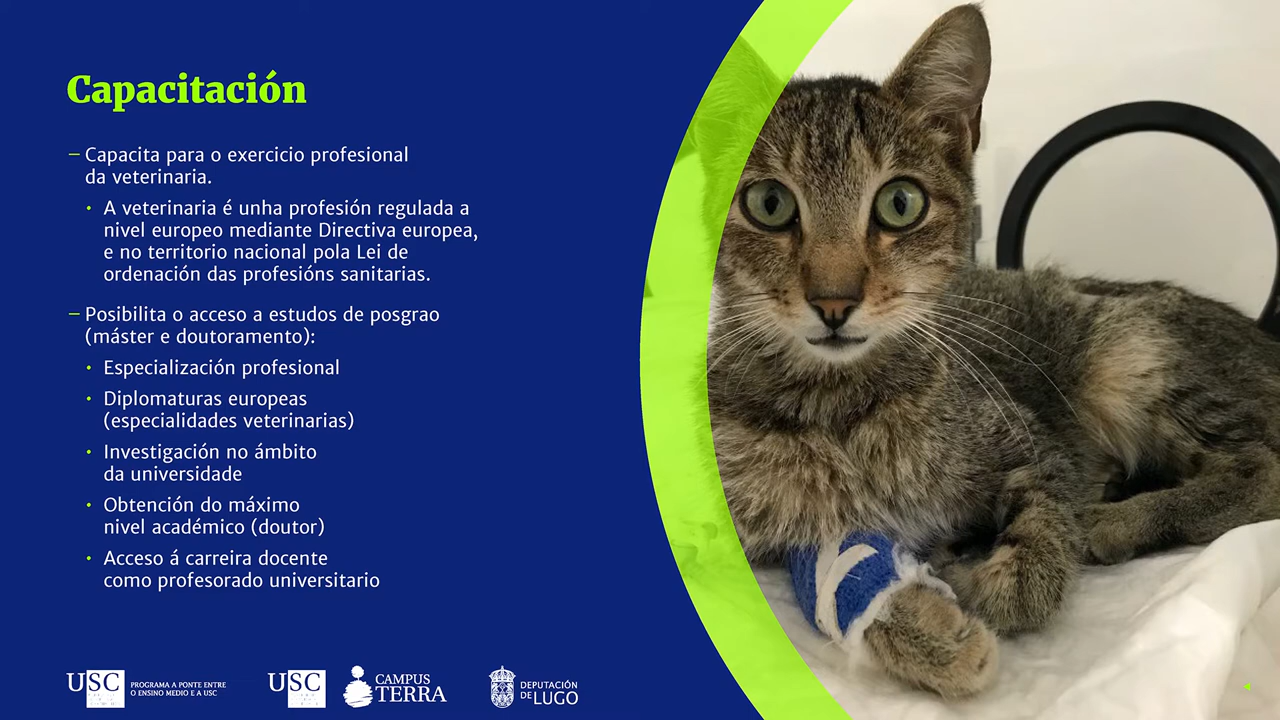 Capacitación
– Capacita para o exercicio profesional
da veterinaria.
• A veterinaria é unha profesión regulada a
nivel europeo mediante Directiva europea,
e no territorio nacional pola Lei de
ordenación das profesións sanitarias.
– Posibilita o acceso a estudos de posgrao
(máster e doutoramento):
• Especialización profesional
• Diplomaturas europeas
(especialidades veterinarias)
• Investigación no ámbito
da universidade
• Obtención do máximo
nivel académico (doutor)
• Acceso á carreira docente
como profesorado universitario
USC
PROGRAMA A PONTE ENTRE
O ENSINO MEDIO E A USC
USC
CAMPUS
TERRA
DEPUTACIÓN
DE LUGO